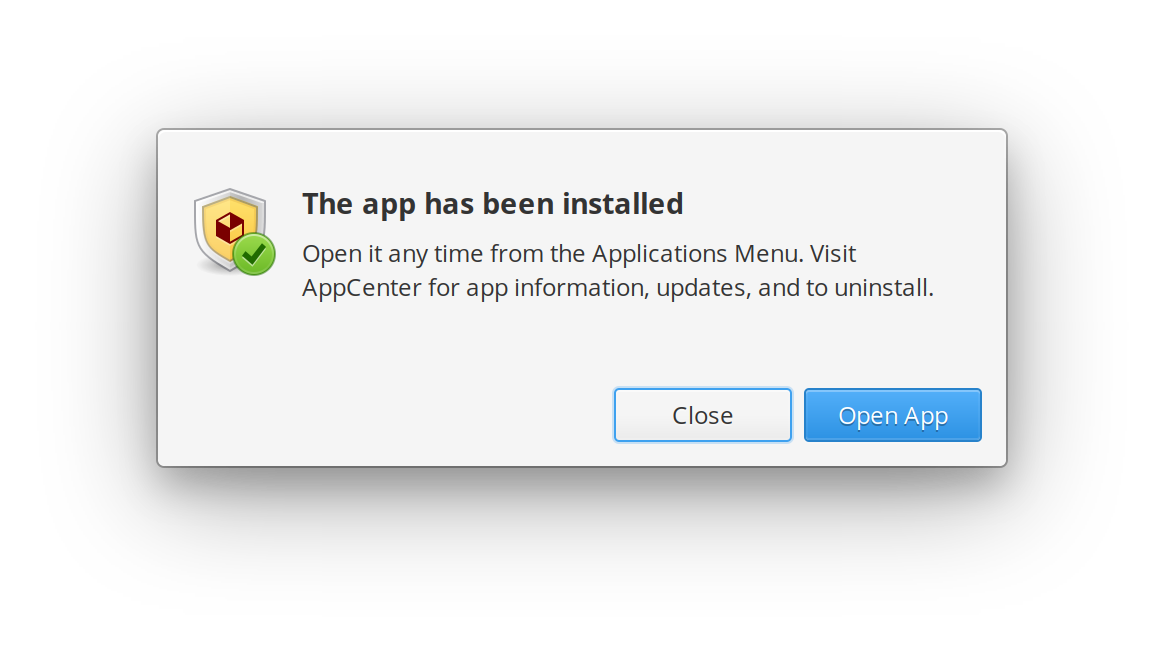 The app has been installed
Open it any time from the Applications Menu. Visit
AppCenter for app information, updates, and to uninstall.
Close
Open App